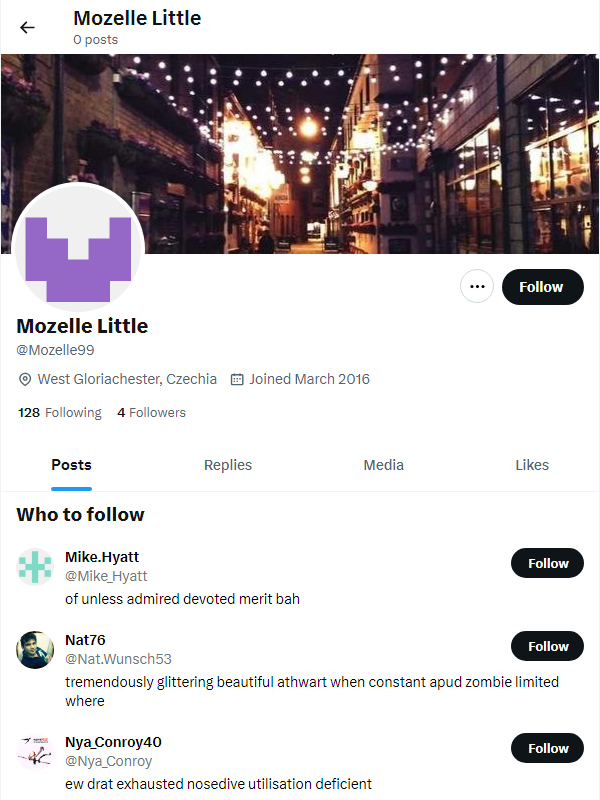 Mozelle Little
0 posts
Follow
Mozelle Little
@Mozelle99
West Gloriachester, Czechia Joined March 2016
128 Following 4 Followers
Posts Replies Media Likes
Who to follow
Mike.Hyatt
@Mike_Hyatt
Follow
of unless admired devoted merit bah
Nat76
@Nat.Wunsch53
Follow
tremendously glittering beautiful athwart when constant apud zombie limited
where
Nya_Conroy40
@Nya_Conroy
Follow
ew drat exhausted nosedive utilisation deficient